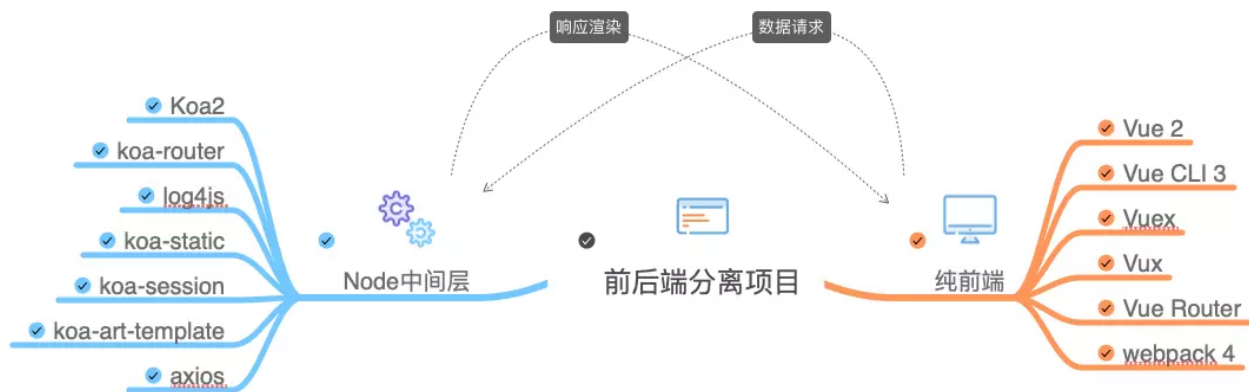 响应渲染
数据请求
Koa2
koa-router
log4js
koa-static
koa-session
koa-art-template
axios
Node中间层
前后端分离项目
纯前端
Vue 2
Vue CLI 3
Vuex
Vux
Vue Router
webpack 4